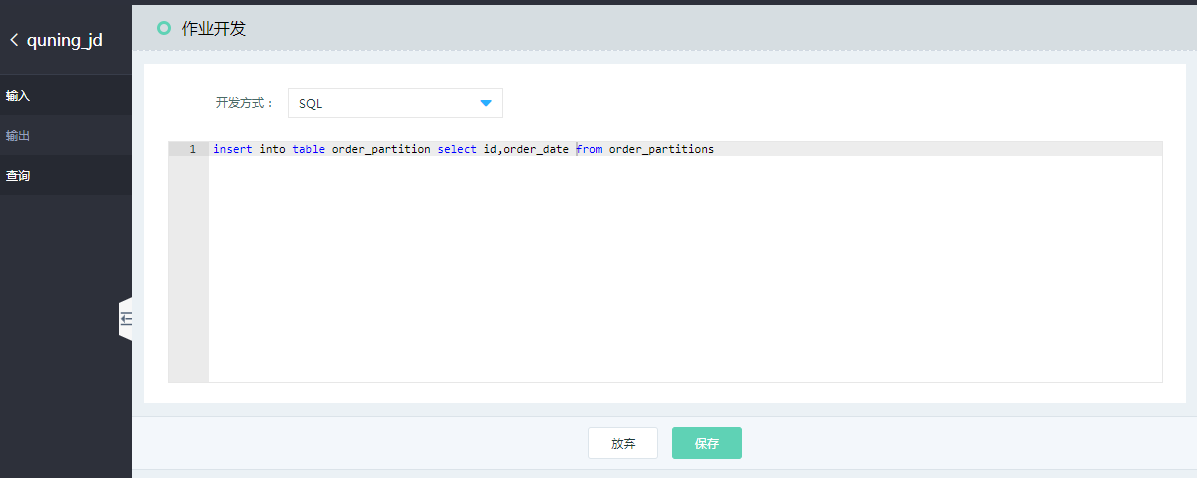 quning_jd
作业开发
输入
输出
查询
开发方式：
SQL
1 insert into table order_partition select id,order_date from order_partitions
放弃
保存